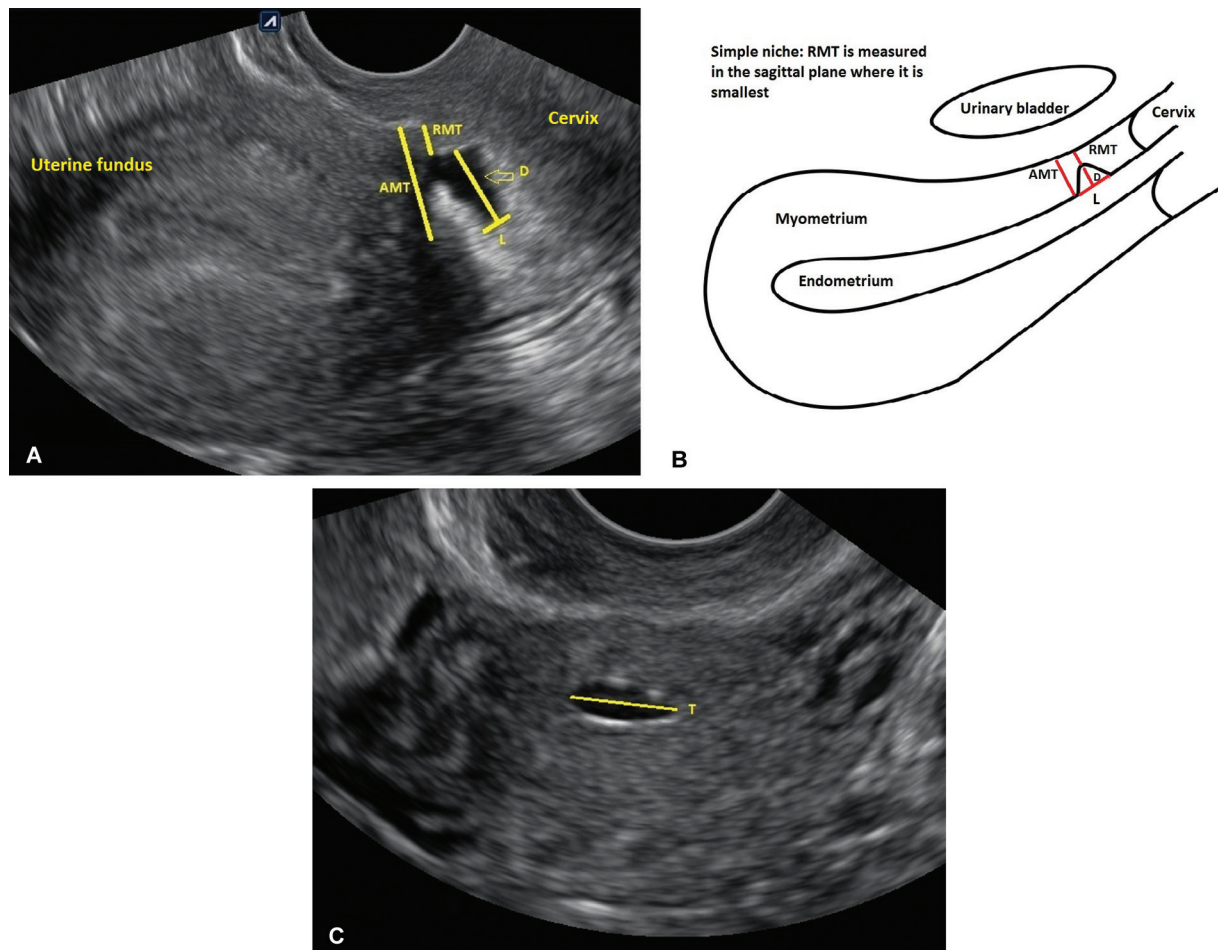 Uterine fundus
Cervix
RMT
AMT
D
L
A
Simple niche: RMT is measured
in the sagittal plane where it is
smallest
Urinary bladder
Cervix
RMT
AMT
D
L
Myometrium
Endometrium
B
T
C